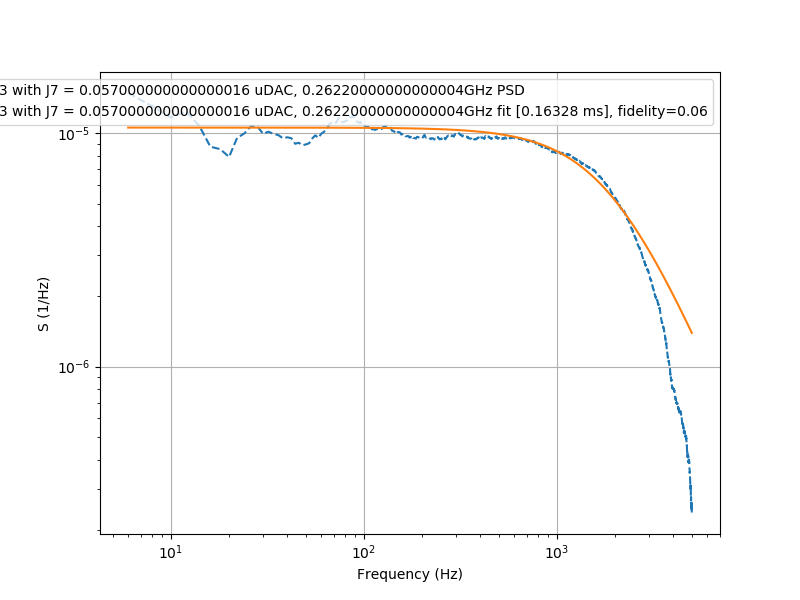 3 with J7 = 0.057000000000000016 uDAC, 0.26220000000000004GHz PSD
3 with J7 = 0.057000000000000016 uDAC, 0.26220000000000004GHz fit [0.16328 ms], fidelity=0.06
10⁻⁵
S (1/Hz)
10⁻⁶
10¹ 10² 10³
Frequency (Hz)